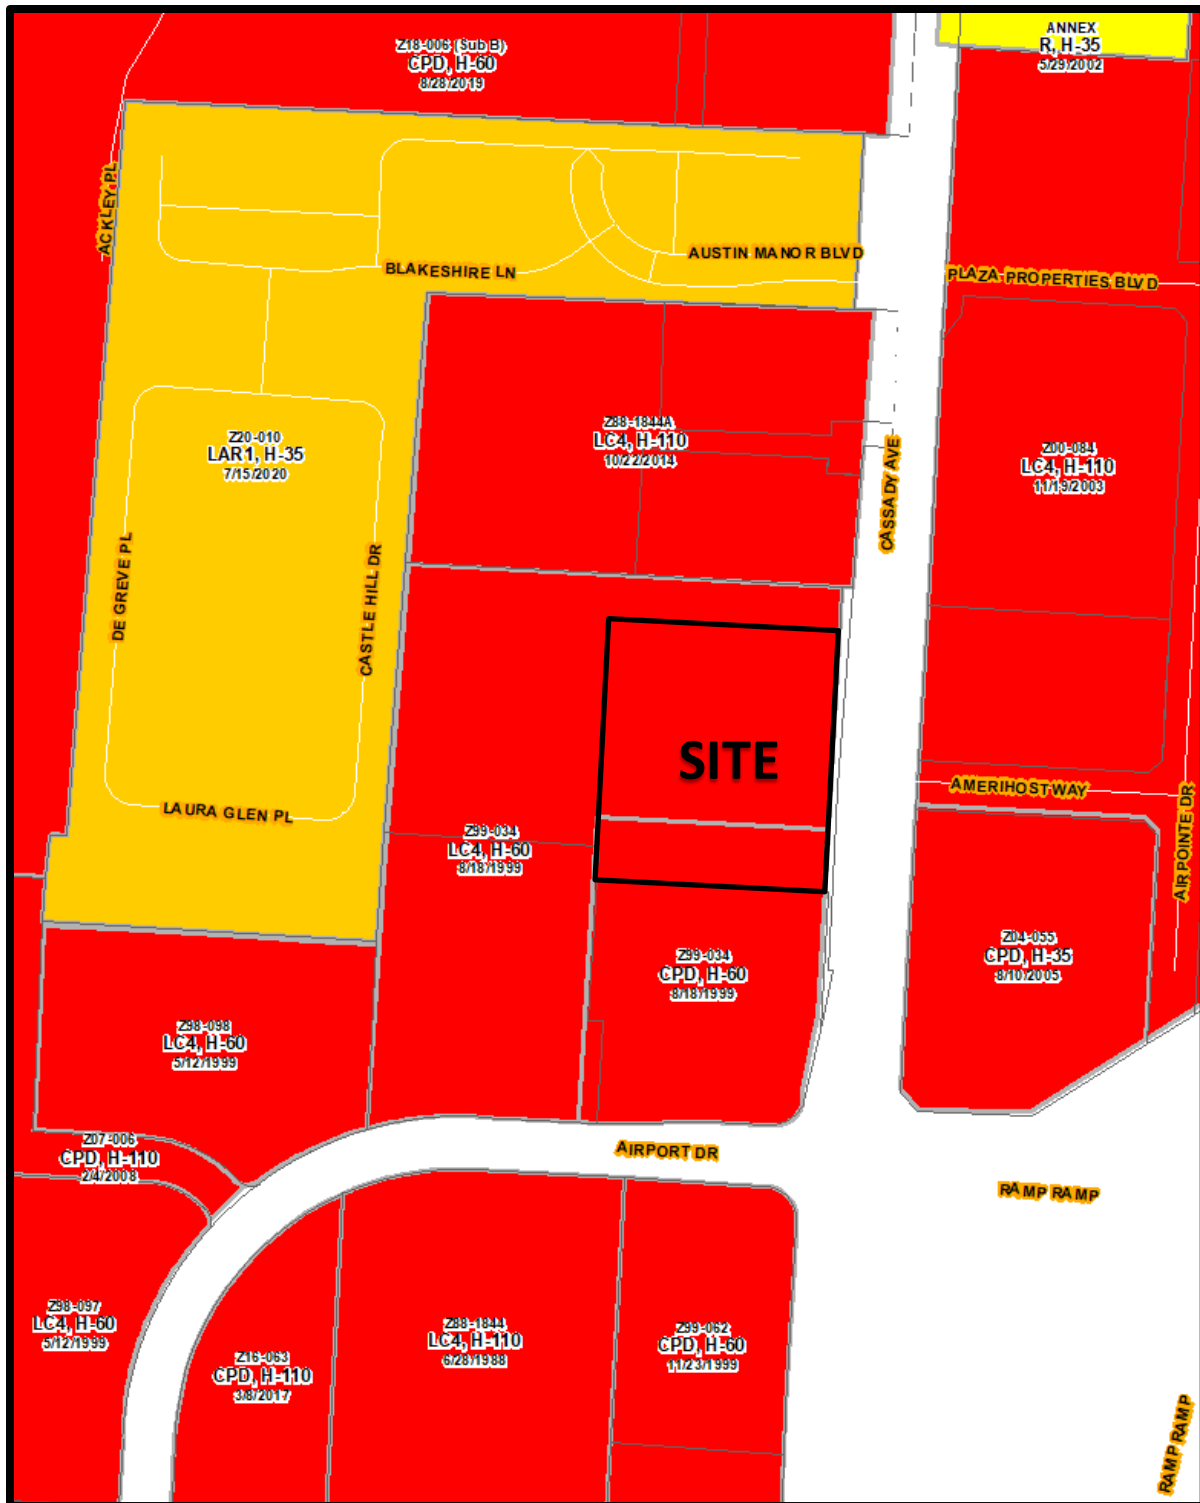 Z18-006 (Sub B)
CPD, H-60
8/28/2019
ANNEX
R, H-35
5/29/2002
ACKLEY PL
AUSTIN MANOR BLVD
BLAKESHIRE LN
PLAZA PROPERTIES BLVD
Z20-010
LAR1, H-35
7/15/2020
Z88-1844A
LC4, H-110
10/22/2014
CASSADY AVE
Z00-084
LC4, H-110
11/19/2003
DE GREVE PL
CASTLE HILL DR
SITE
LAURA GLEN PL
AMERIHOST WAY
AIRPOINTE DR
Z99-034
LC4, H-60
8/18/1999
Z99-034
CPD, H-60
8/18/1999
Z04-055
CPD, H-35
8/10/2005
Z98-098
LC4, H-60
5/12/1999
Z07-006
CPD, H-110
2/4/2008
AIRPORT DR
RAMP RAMP
Z98-097
LC4, H-60
5/12/1999
Z16-063
CPD, H-110
3/8/2017
Z88-1844
LC4, H-110
6/28/1988
Z99-062
CPD, H-60
11/23/1999
RAMP RAMP